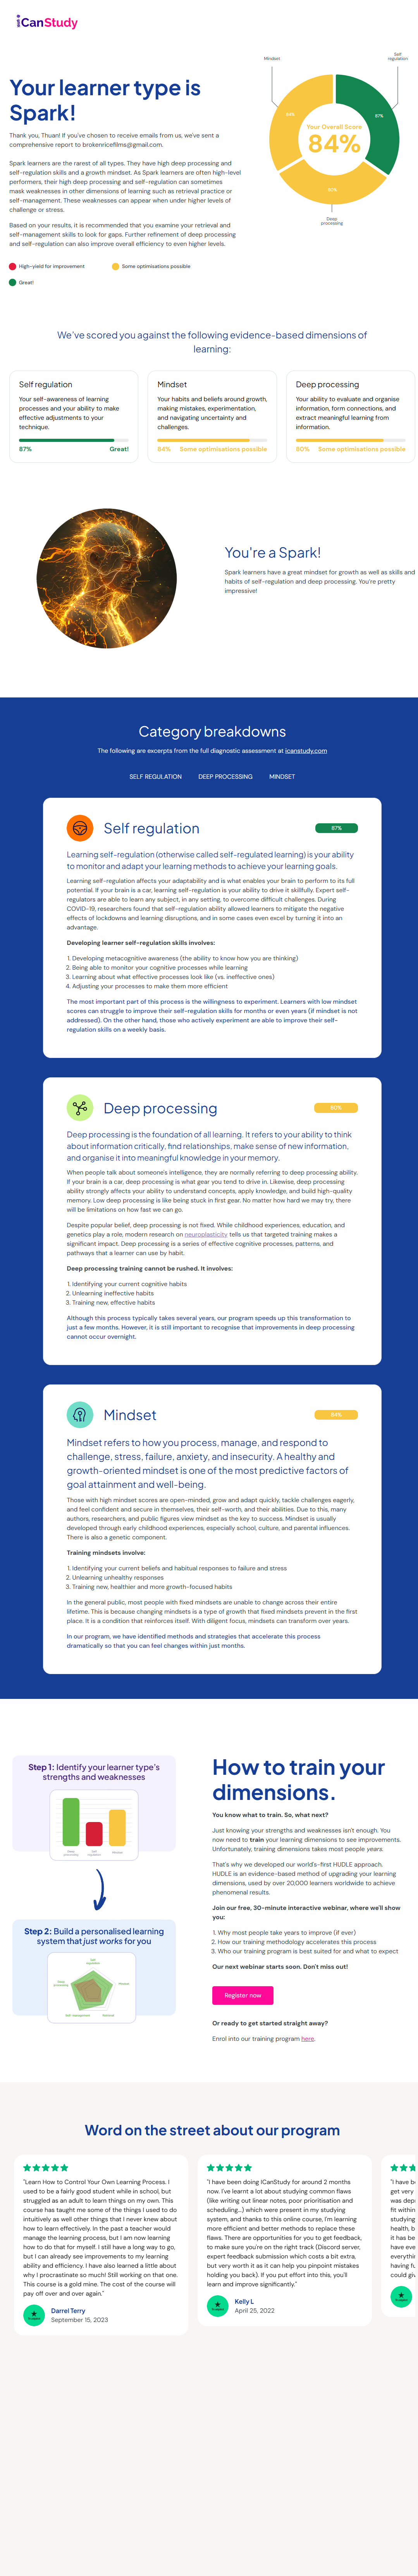 iCanStudy
Your learner type is
Spark!
Thank you, Thuan! If you've chosen to receive emails from us, we've sent a
comprehensive report to brokenricefilms@gmail.com.
Spark learners are the rarest of all types. They have high deep processing and
self-regulation skills and a growth mindset. As Spark learners are often high-level
performers, their high deep processing and self-regulation can sometimes
mask weaknesses in other dimensions of learning such as retrieval practice or
self-management. These weaknesses can appear when under higher levels of
challenge or stress.
Based on your results, it is recommended that you examine your retrieval and
self-management skills to look for gaps. Further refinement of deep processing
and self-regulation can also improve overall efficiency to even higher levels.
High-yield for improvement
Some optimisations possible
Great!
Mindset
Self
regulation
84%
87%
Your Overall Score
84%
80%
Deep
processing
We've scored you against the following evidence-based dimensions of
learning:
Self regulation
Your self-awareness of learning
processes and your ability to make
effective adjustments to your
technique.
87% Great!
Mindset
Your habits and beliefs around growth,
making mistakes, experimentation,
and navigating uncertainty and
challenges.
84% Some optimisations possible
Deep processing
Your ability to evaluate and organise
information, form connections, and
extract meaningful learning from
information.
80% Some optimisations possible
You're a Spark!
Spark learners have a great mindset for growth as well as skills and
habits of self-regulation and deep processing. You're pretty
impressive!
Category breakdowns
The following are excerpts from the full diagnostic assessment at icanstudy.com
SELF REGULATION DEEP PROCESSING MINDSET
Self regulation
87%
Learning self-regulation (otherwise called self-regulated learning) is your ability
to monitor and adapt your learning methods to achieve your learning goals.
Learning self-regulation affects your adaptability and is what enables your brain to perform to its full
potential. If your brain is a car, learning self-regulation is your ability to drive it skillfully. Expert self-
regulators are able to learn any subject, in any setting, to overcome difficult challenges. During
COVID-19, researchers found that self-regulation ability allowed learners to mitigate the negative
effects of lockdowns and learning disruptions, and in some cases even excel by turning it into an
advantage.
Developing learner self-regulation skills involves:
1. Developing metacognitive awareness (the ability to know how you are thinking)
2. Being able to monitor your cognitive processes while learning
3. Learning about what effective processes look like (vs. ineffective ones)
4. Adjusting your processes to make them more efficient
The most important part of this process is the willingness to experiment. Learners with low mindset
scores can struggle to improve their self-regulation skills for months or even years (if mindset is not
addressed). On the other hand, those who actively experiment are able to improve their self-
regulation skills on a weekly basis.
Deep processing
80%
Deep processing is the foundation of all learning. It refers to your ability to think
about information critically, find relationships, make sense of new information,
and organise it into meaningful knowledge in your memory.
When people talk about someone's intelligence, they are normally referring to deep processing ability.
If your brain is a car, deep processing is what gear you tend to drive in. Likewise, deep processing
ability strongly affects your ability to understand concepts, apply knowledge, and build high-quality
memory. Low deep processing is like being stuck in first gear. No matter how hard we may try, there
will be limitations on how fast we can go.
Despite popular belief, deep processing is not fixed. While childhood experiences, education, and
genetics play a role, modern research on neuroplasticity tells us that targeted training makes a
significant impact. Deep processing is a series of effective cognitive processes, patterns, and
pathways that a learner can use by habit.
Deep processing training cannot be rushed. It involves:
1. Identifying your current cognitive habits
2. Unlearning ineffective habits
3. Training new, effective habits
Although this process typically takes several years, our program speeds up this transformation to
just a few months. However, it is still important to recognise that improvements in deep processing
cannot occur overnight.
Mindset
84%
Mindset refers to how you process, manage, and respond to
challenge, stress, failure, anxiety, and insecurity. A healthy and
growth-oriented mindset is one of the most predictive factors of
goal attainment and well-being.
Those with high mindset scores are open-minded, grow and adapt quickly, tackle challenges eagerly,
and feel confident and secure in themselves, their self-worth, and their abilities. Due to this, many
authors, researchers, and public figures view mindset as the key to success. Mindset is usually
developed through early childhood experiences, especially school, culture, and parental influences.
There is also a genetic component.
Training mindsets involve:
1. Identifying your current beliefs and habitual responses to failure and stress
2. Unlearning unhealthy responses
3. Training new, healthier and more growth-focused habits
In the general public, most people with fixed mindsets are unable to change across their entire
lifetime. This is because changing mindsets is a type of growth that fixed mindsets prevent in the first
place. It is a condition that reinforces itself. With diligent focus, mindsets can transform over years.
In our program, we have identified methods and strategies that accelerate this process
dramatically so that you can feel changes within just months.
Step 1: Identify your learner type's
strengths and weaknesses
Deep
processing
Self
regulation
Mindset
Step 2: Build a personalised learning
system that just works for you
Self
regulation
Deep
processing
Mindset
Self management
Retrieval
How to train your
dimensions.
You know what to train. So, what next?
Just knowing your strengths and weaknesses isn't enough. You
now need to train your learning dimensions to see improvements.
Unfortunately, training dimensions takes most people years.
That's why we developed our world's-first HUDLE approach.
HUDLE is an evidence-based method of upgrading your learning
dimensions, used by over 20,000 learners worldwide to achieve
phenomenal results.
Join our free, 30-minute interactive webinar, where we'll show
you:
1. Why most people take years to improve (if ever)
2. How our training methodology accelerates this process
3. Who our training program is best suited for and what to expect
Our next webinar starts soon. Don't miss out!
Register now
Or ready to get started straight away?
Enrol into our training program here.
Word on the street about our program
"Learn How to Control Your Own Learning Process. I
used to be a fairly good student while in school, but
struggled as an adult to learn things on my own. This
course has taught me some of the things I used to do
intuitively as well other things that I never knew about
how to learn effectively. In the past a teacher would
manage the learning process, but I am now learning
how to do that for myself. I still have a long way to go,
but I can already see improvements to my learning
ability and efficiency. I have also learned a little about
why I procrastinate so much! Still working on that one.
This course is a gold mine. The cost of the course will
pay off over and over again."
Darrel Terry
September 15, 2023
"I have been doing ICanStudy for around 2 months
now. I've learnt a lot about studying common flaws
(like writing out linear notes, poor prioritisation and
scheduling...) which were present in my studying
system, and thanks to this online course, I'm learning
more efficient and better methods to replace these
flaws. There are opportunities for you to get feedback,
to make sure you're on the right track (Discord server,
expert feedback submission which costs a bit extra,
but very worth it as it can help you pinpoint mistakes
holding you back). If you put effort into this, you'll
learn and improve significantly."
Kelly L
April 25, 2022
"I have b
get very
was dep
fit within
studying
health, b
it has be
have eve
everythin
having fu
could giv